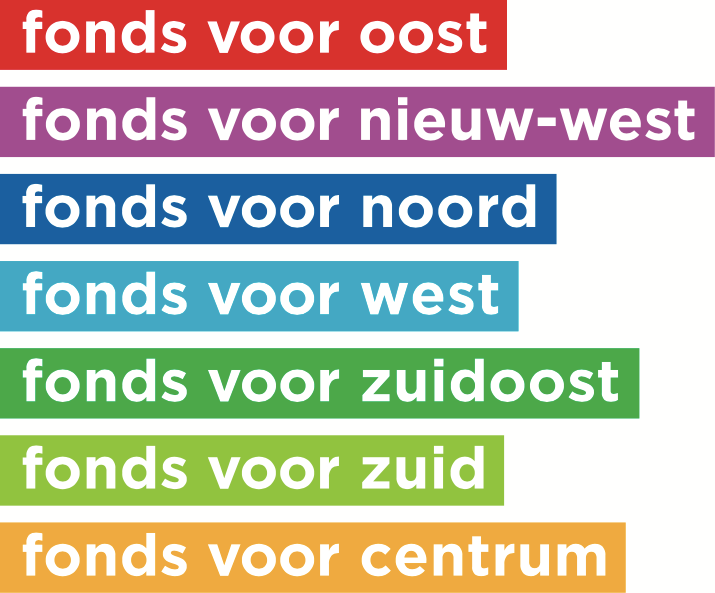 fonds voor oost
fonds voor nieuw-west
fonds voor noord
fonds voor west
fonds voor zuidoost
fonds voor zuid
fonds voor centrum